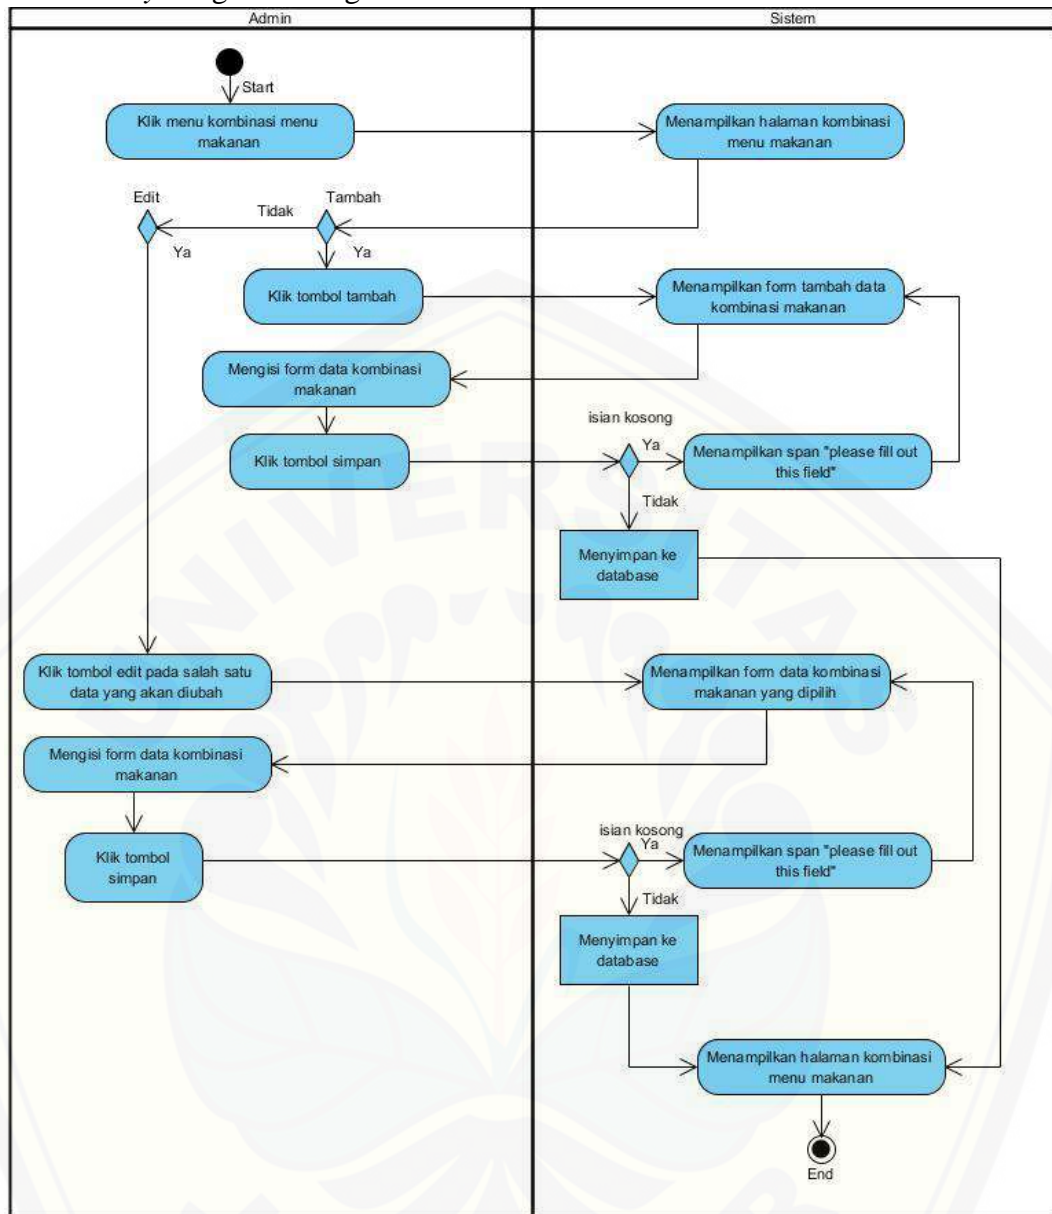 Admin
Sistem
Start
Klik menu kombinasi menu
makanan
Menampilkan halaman kombinasi
menu makanan
Edit
Tambah
Tidak
Ya
Ya
Klik tombol tambah
Menampilkan form tambah data
kombinasi makanan
Mengisi form data kombinasi
makanan
isian kosong
Klik tombol simpan
Ya
Menampilkan span "please fill out
this field"
Tidak
Menyimpan ke
database
Klik tombol edit pada salah satu
data yang akan diubah
Menampilkan form data kombinasi
makanan yang dipilih
Mengisi form data kombinasi
makanan
isian kosong
Ya
Klik tombol
simpan
Menampilkan span "please fill out
this field"
Tidak
Menyimpan ke
database
Menampilkan halaman kombinasi
menu makanan
End
UNIVERSITAS